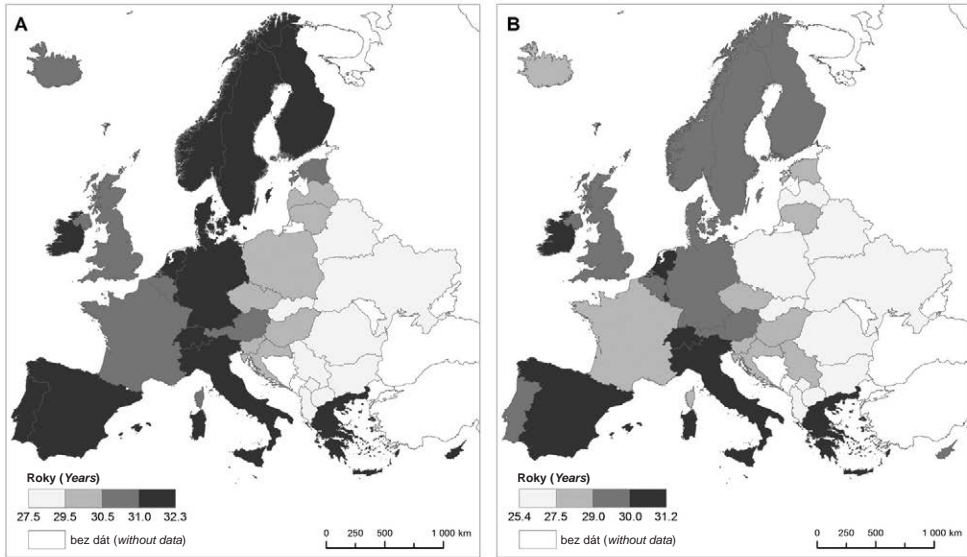 A
Roky (Years)
27.5 29.5 30.5 31.0 32.3
bez dát (without data)
0 250 500 1 000 km
B
Roky (Years)
25.4 27.5 29.0 30.0 31.2
bez dát (without data)
0 250 500 1 000 km